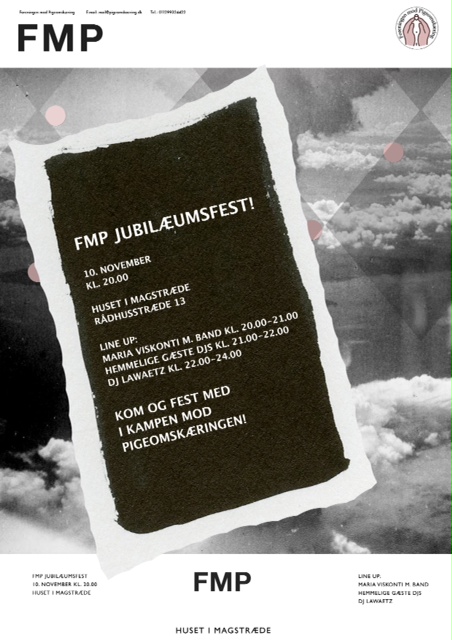 FMP
FMP JUBILÆUMSFEST!
10. NOVEMBER
KL. 20.00
HUSET I MAGSTRÆDE
RÅDHUSSTRÆDE 13
LINE UP:
MARIA VISKONTI M. BAND KL. 20.00-21.00
HEMMELIGE GÆSTE DJS KL. 21.00-22.00
DJ LAWAETZ KL. 22.00-24.00
KOM OG FEST MED
I KAMPEN MOD
PIGEOMSKÆRINGEN!
FMP JUBILÆUMSFEST
10. NOVEMBER KL. 20.00
HUSET I MAGSTRÆDE
FMP
LINE UP:
MARIA VISKONTI M. BAND
HEMMELIGE GÆSTE DJS
DJ LAWAETZ
HUSET I MAGSTRÆDE